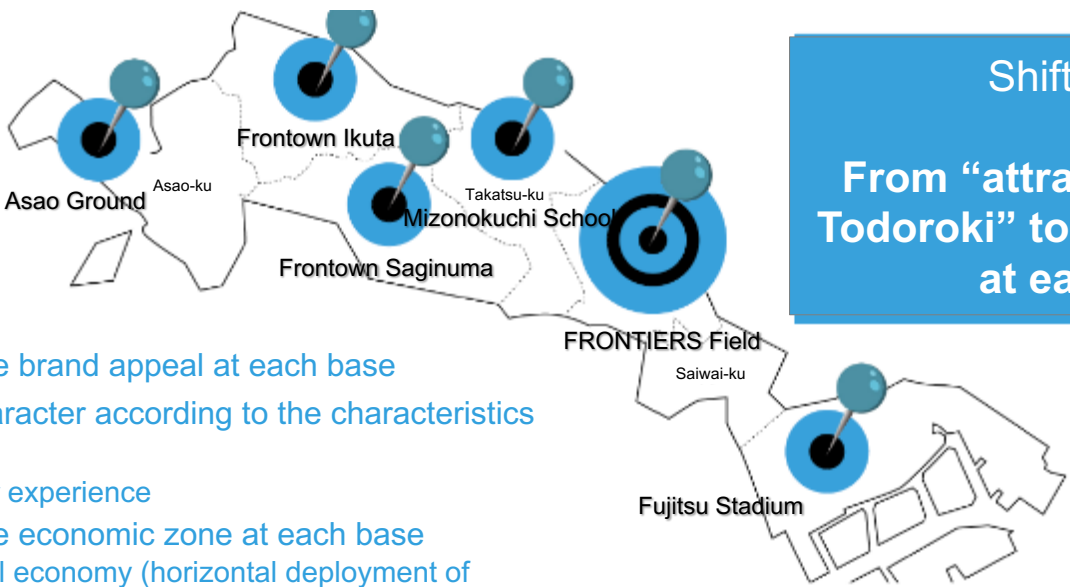 Frontown Ikuta
Asao Ground
Asao-ku
Takatsu-ku
Mizonokuchi School
Frontown Saginuma
FRONTIERS Field
Saiwai-ku
Fujitsu Stadium
Shift
From “attra
Todoroki” to
at ea
e brand appeal at each base
aracter according to the characteristics
experience
e economic zone at each base
l economy (horizontal deployment of